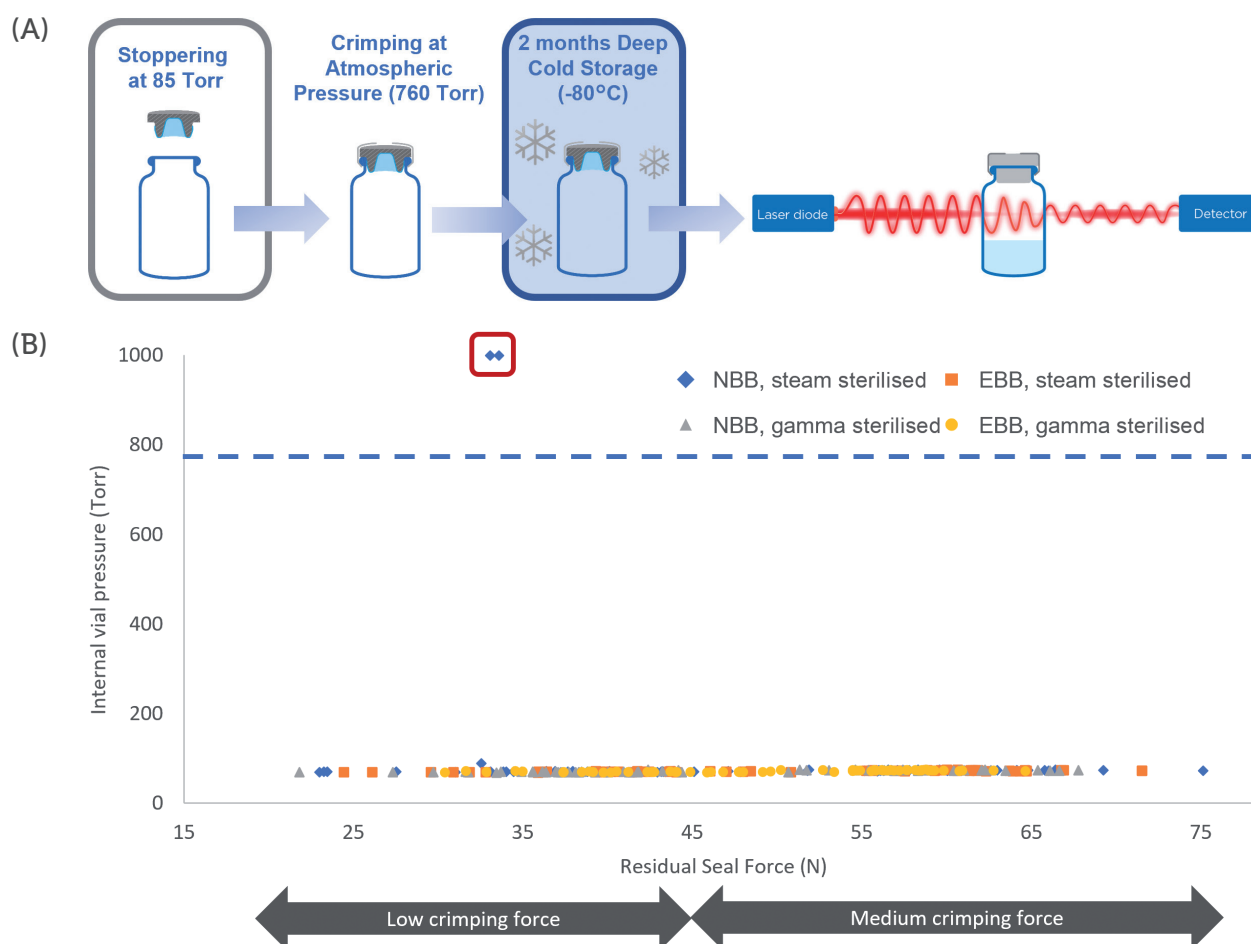 (A)
Stoppering
at 85 Torr
Crimping at
Atmospheric
Pressure (760 Torr)
2 months Deep
Cold Storage
(-80°C)
Laser diode
Detector
(B)
1000
800
600
400
200
0
Internal vial pressure (Torr)
NBB, steam sterilised
EBB, steam sterilised
NBB, gamma sterilised
EBB, gamma sterilised
15 25 35 45 55 65 75
Residual Seal Force (N)
Low crimping force
Medium crimping force